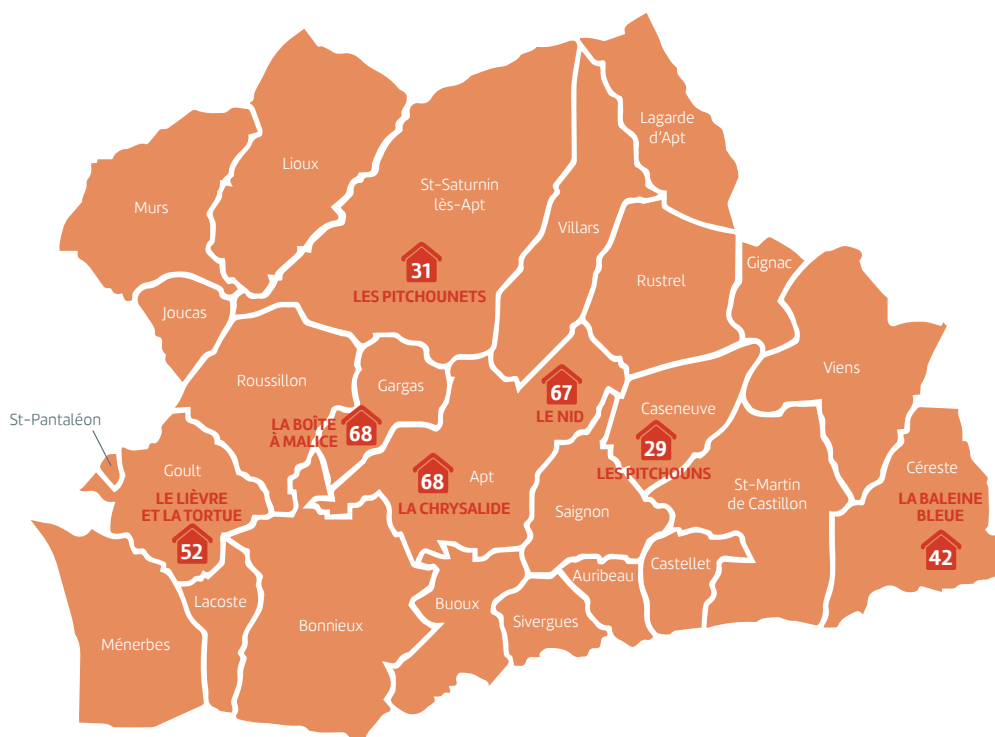 Lagarde
d'Apt
Lioux
St-Saturnin
lès-Apt
Murs
Villars
Gignac
31
LES PITCHOUNETS
Rustrel
Joucas
Viens
Roussillon
Gargas
67
LE NID
Caseneuve
St-Pantaléon
LA BOÎTE
À MALICE
68
29
LES PITCHOUNS
Goult
LE LIÈVRE
ET LA TORTUE
52
68
Apt
LA CHRYSALIDE
St-Martin
de Castillon
Céreste
LA BALEINE
BLEUE
42
Saignon
Castellet
Auribeau
Lacoste
Buoux
Sivergues
Bonnieux
Ménerbes